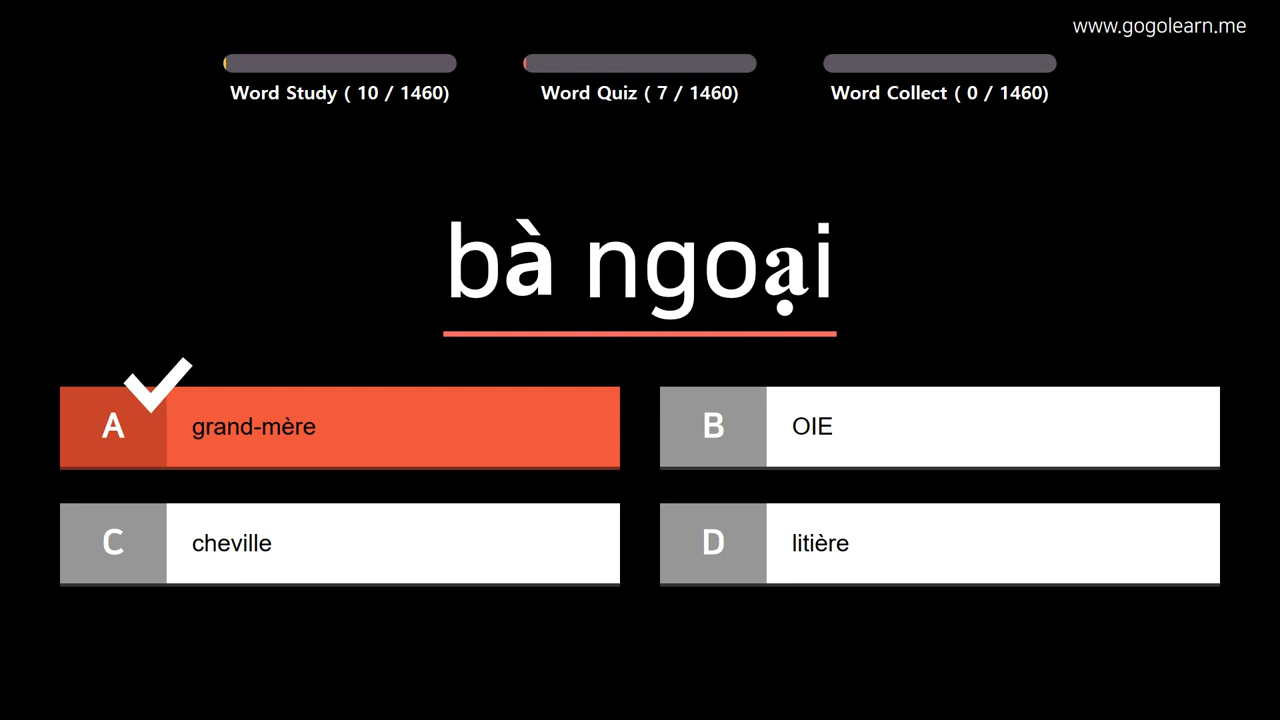 www.gogolearn.me
Word Study ( 10 / 1460)
Word Quiz ( 7 / 1460)
Word Collect ( 0 / 1460)
bà ngoại
A grand-mère
B OIE
C cheville
D litière